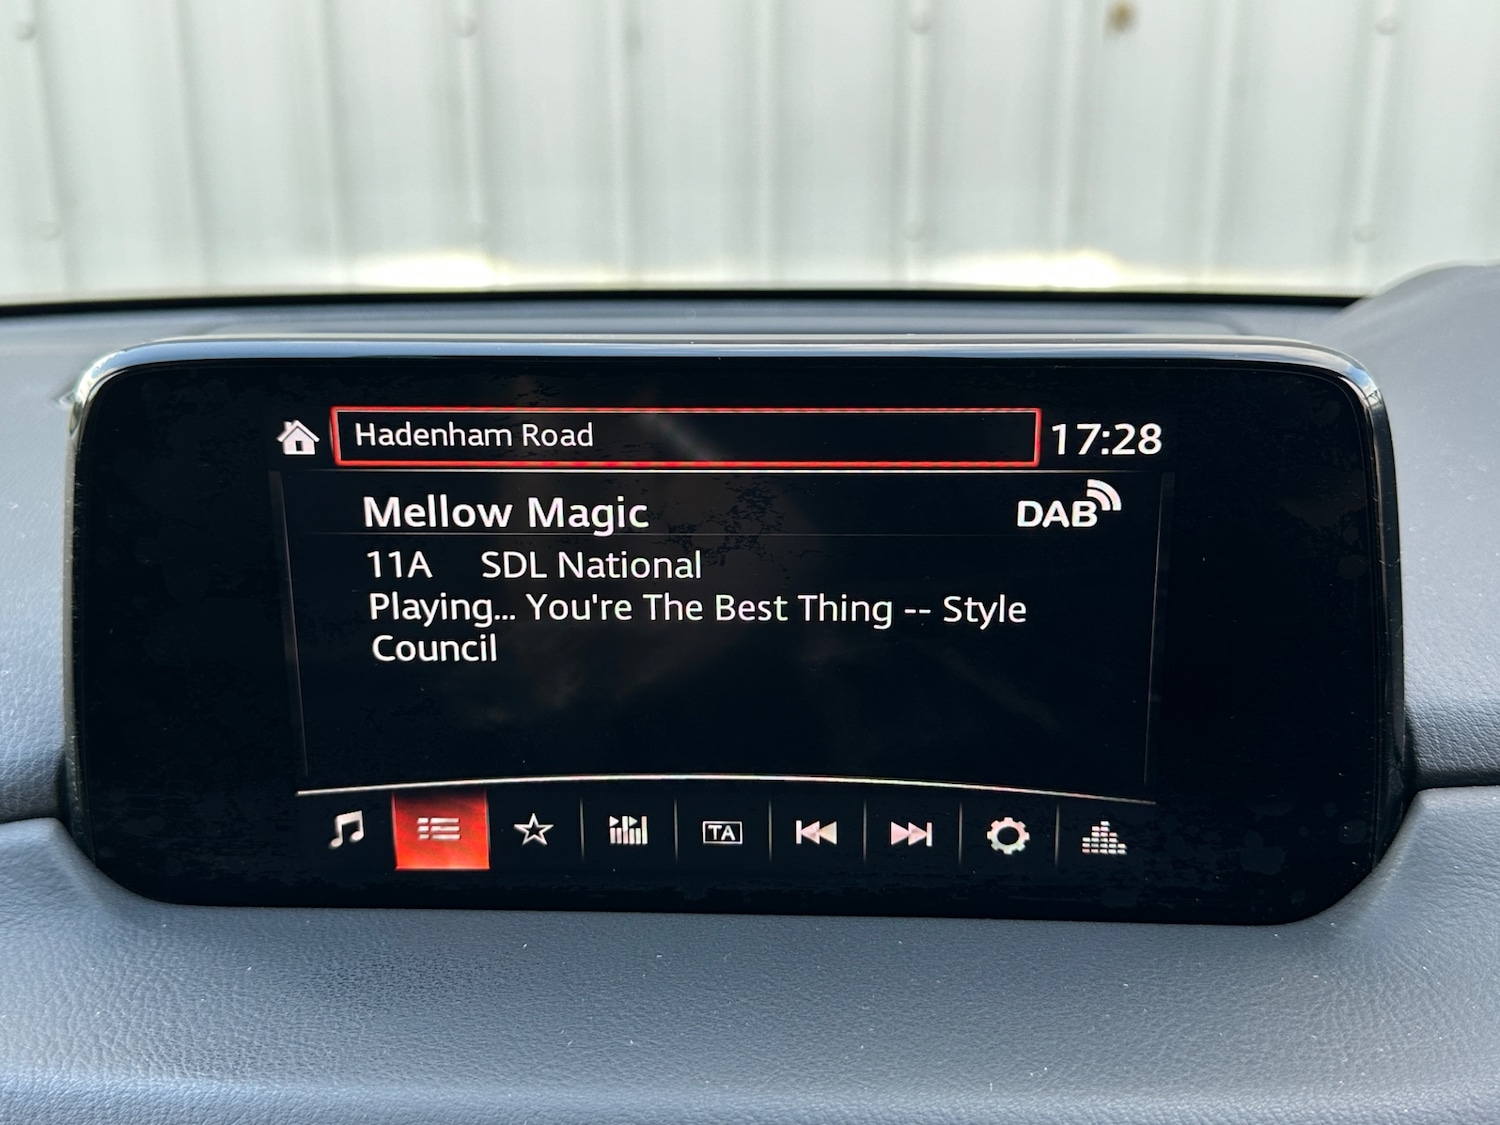 Hadenham Road 17:28
Mellow Magic DAB
11A SDL National
Playing... You're The Best Thing -- Style
Council
TA